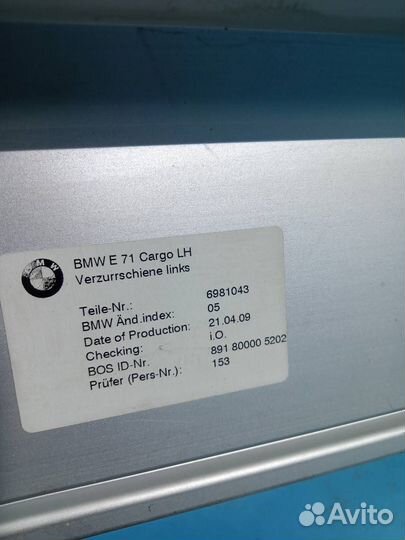 BMW
BMW E 71 Cargo LH
Verzurrschiene links
Teile-Nr.: 6981043
BMW Änd.index: 05
Date of Production: 21.04.09
Checking: i.O.
BOS ID-Nr. 891 80000 5202
Prüfer (Pers-Nr.): 153
Avito